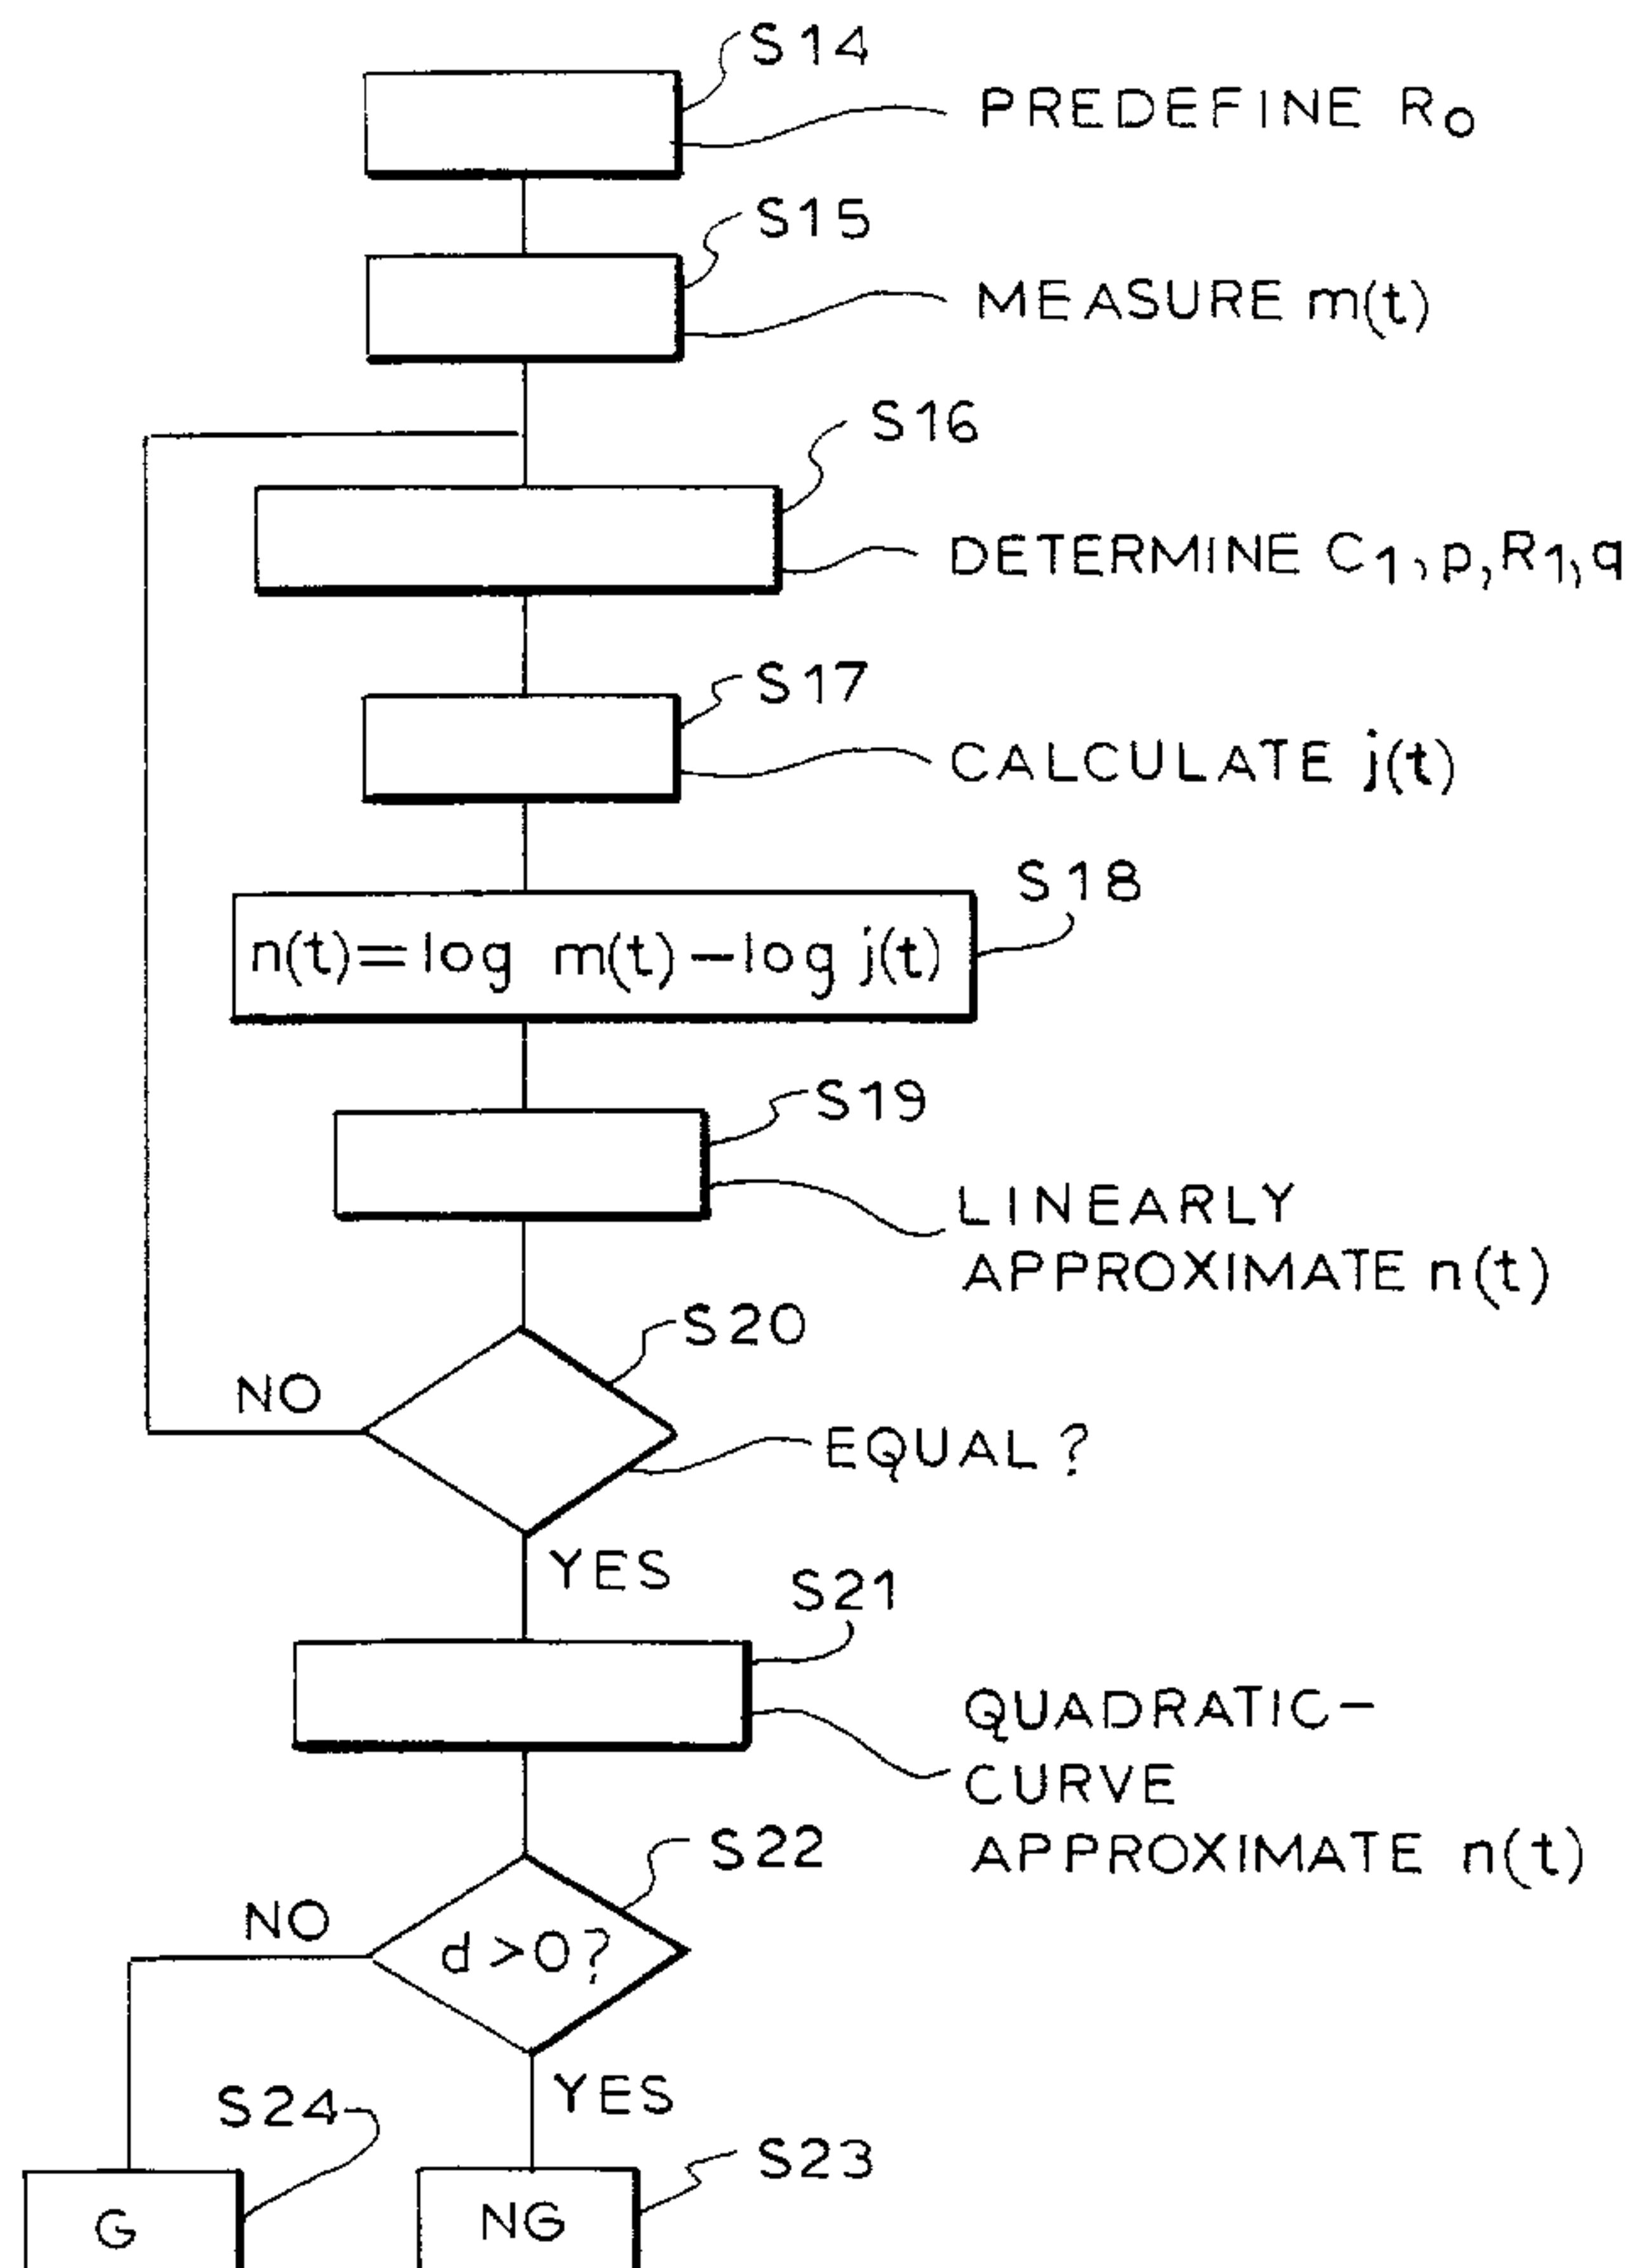 S14
PREDEFINE R0
S15
MEASURE m(t)
S16
DETERMINE C1, p, R1, q
S17
CALCULATE j(t)
S18
n(t)=log m(t)-log j(t)
S19
LINEARLY
APPROXIMATE n(t)
S20
NO
EQUAL ?
YES
S21
QUADRATIC-
CURVE
APPROXIMATE n(t)
S22
NO
d>0?
YES
S24
S23
G
NG